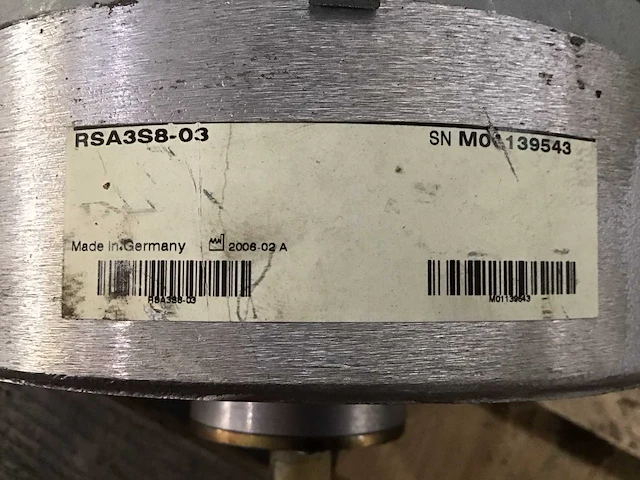 RSA3S8-03
SN M01139543
Made in Germany 2006-02 A
RSA3S8-03
M01139543